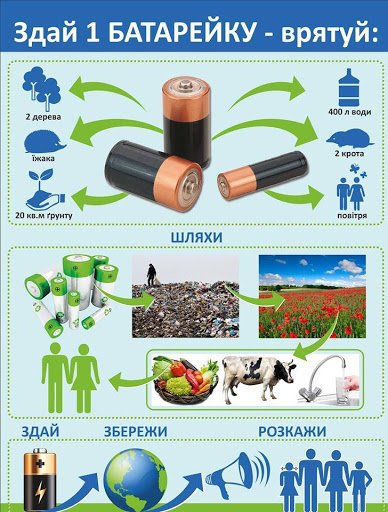 Здай 1 БАТАРЕЙКУ - врятуй:
2 дерева
400 л води
їжака
2 крота
20 кв.м ґрунту
повітря
ШЛЯХИ
ЗДАЙ
ЗБЕРЕЖИ
РОЗКАЖИ